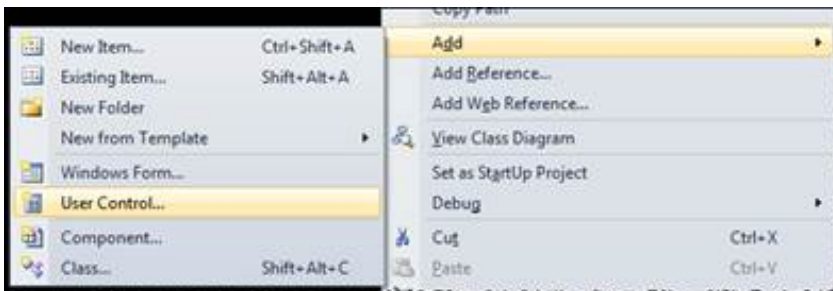 New Item... Ctrl+Shift+A
Existing Item... Shift+Alt+A
New Folder
New from Template
Windows Form...
User Control...
Component...
Class... Shift+Alt+C
Copy Path
Add
Add Reference...
Add Web Reference...
View Class Diagram
Set as StartUp Project
Debug
Cut Ctrl+X
Paste Ctrl+V